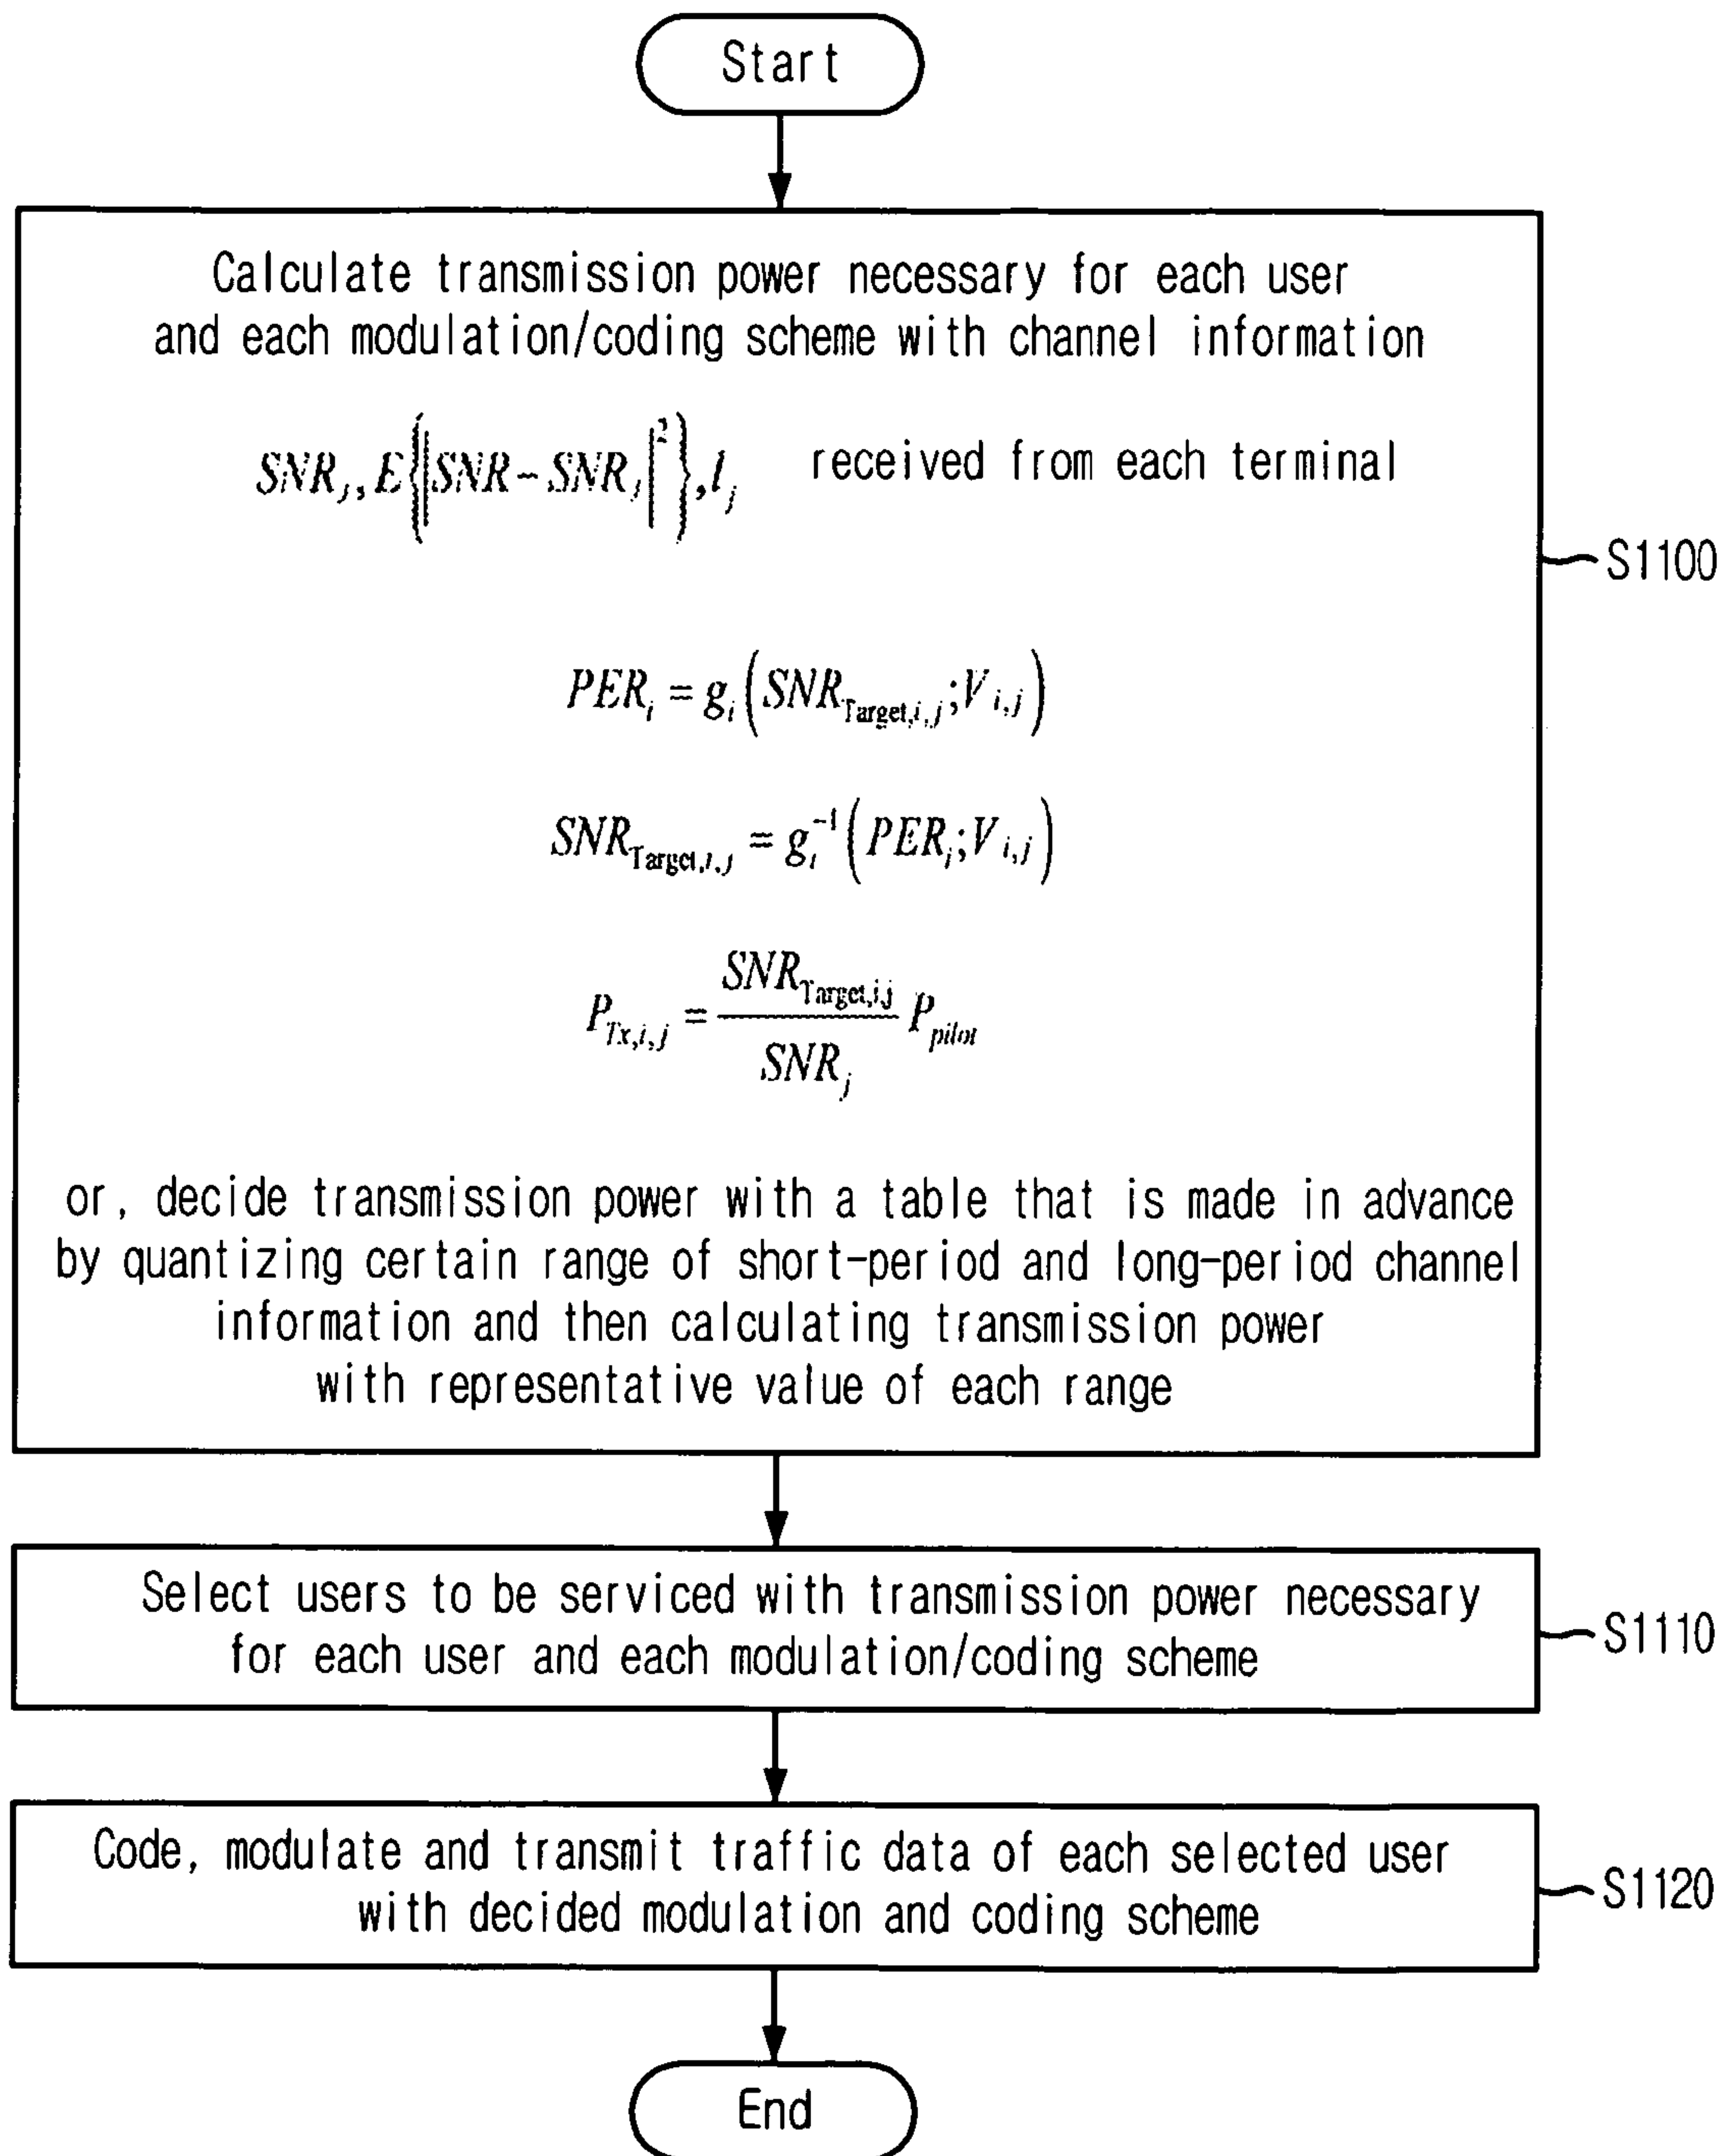 Start
Calculate transmission power necessary for each user
and each modulation/coding scheme with channel information
SNR_j, E{|SNR-SNR_j|^2}, l_j received from each terminal
S1100
PER_i = g_i(SNR_Target,i,j;V_i,j)
SNR_Target,i,j = g_i^-1(PER_i;V_i,j)
P_Tx,i,j = SNR_Target,i,j / SNR_j P_pilot
or, decide transmission power with a table that is made in advance
by quantizing certain range of short-period and long-period channel
information and then calculating transmission power
with representative value of each range
Select users to be serviced with transmission power necessary
for each user and each modulation/coding scheme
S1110
Code, modulate and transmit traffic data of each selected user
with decided modulation and coding scheme
S1120
End